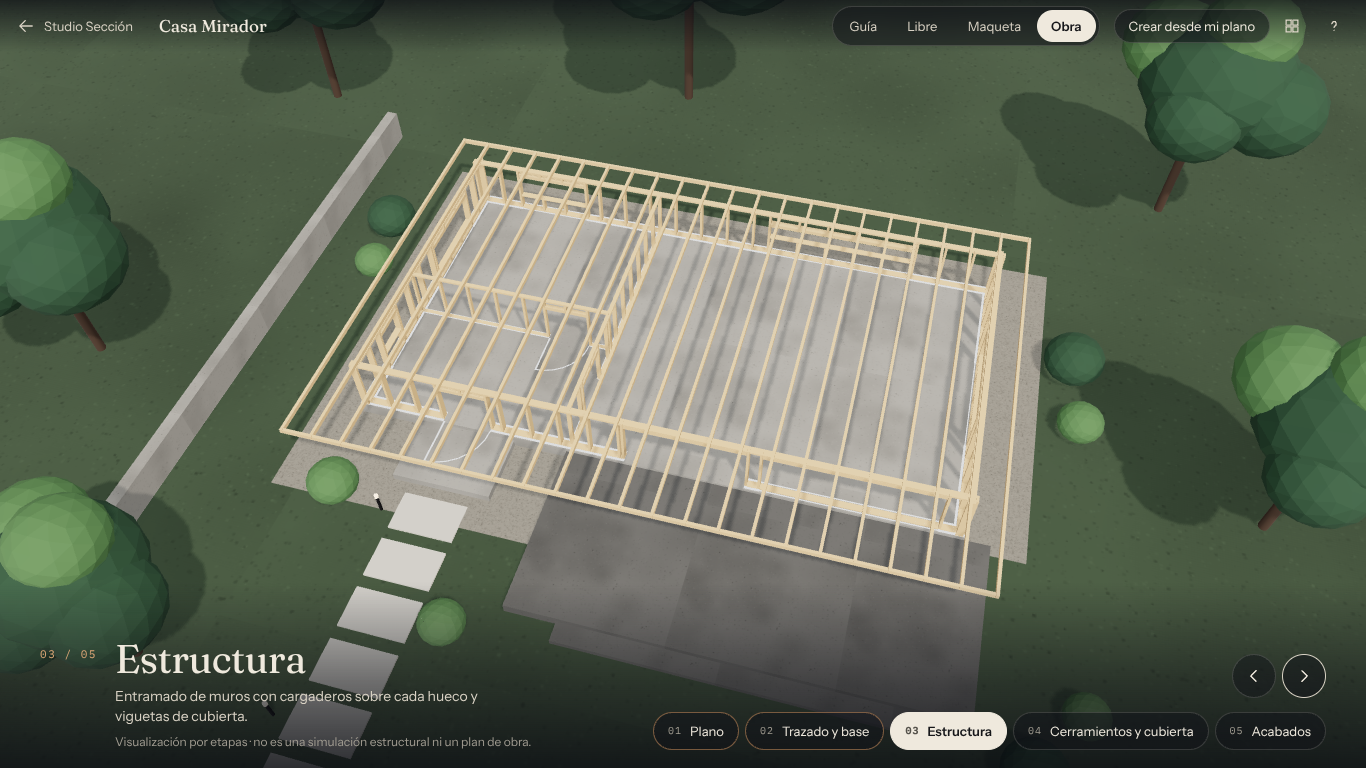 Studio Sección
Casa Mirador
Guía
Libre
Maqueta
Obra
Crear desde mi plano
?
03 / 05
Estructura
Entramado de muros con cargaderos sobre cada hueco y
viguetas de cubierta.
Visualización por etapas · no es una simulación estructural ni un plan de obra.
01 Plano
02 Trazado y base
03 Estructura
04 Cerramientos y cubierta
05 Acabados